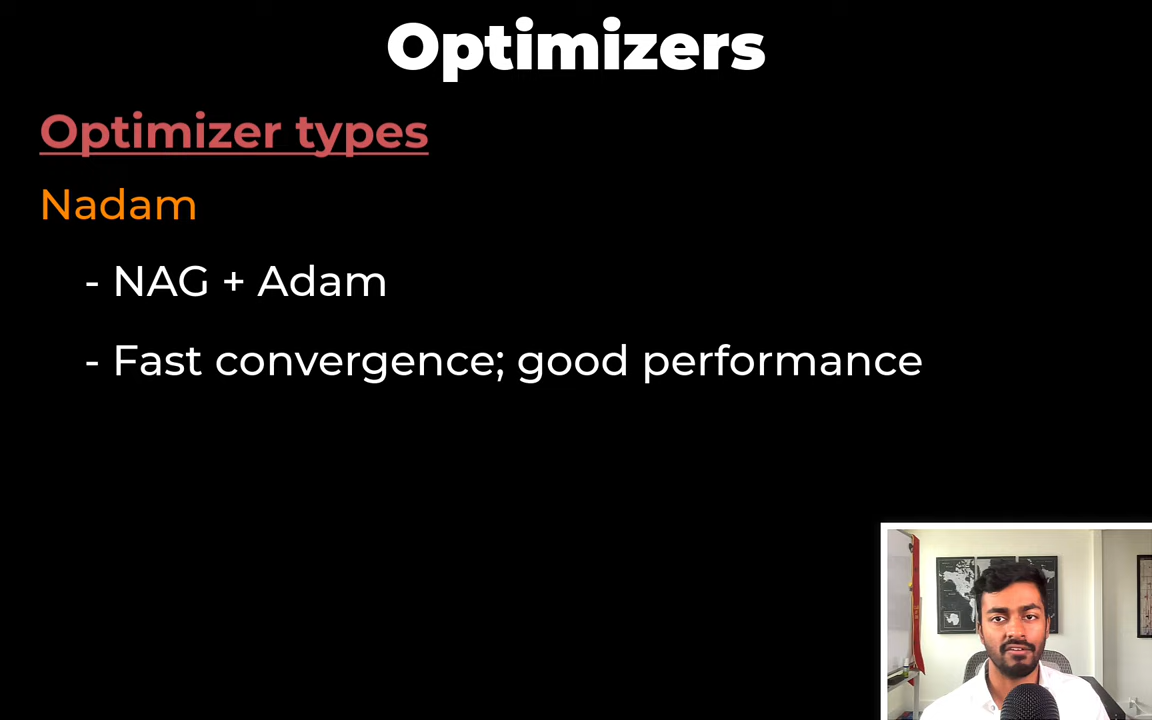 Optimizers
Optimizer types
Nadam
- NAG + Adam
- Fast convergence; good performance